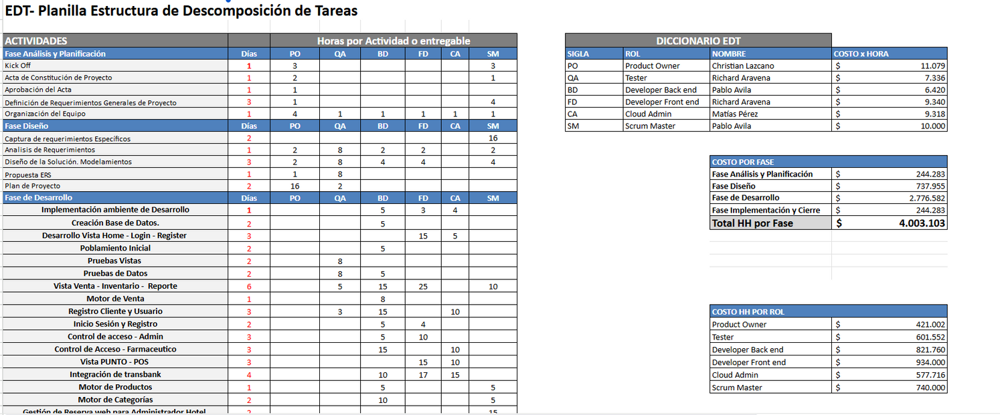 EDT- Planilla Estructura de Descomposición de Tareas
ACTIVIDADES Horas por Actividad o entregable
Fase Análisis y Planificación Días PO QA BD FD CA SM
Kick Off 1 3 3
Acta de Constitución de Proyecto 1 2 1
Aprobación del Acta 1 1
Definición de Requerimientos Generales de Proyecto 3 1 4
Organización del Equipo 1 4 1 1 1 1 1
Fase Diseño Días PO QA BD FD CA SM
Captura de requerimientos Específicos 2 16
Analisis de Requerimientos 1 2 8 2 2 2
Diseño de la Solución. Modelamientos 3 2 8 4 4 4
Propuesta ERS 1 1 8
Plan de Proyecto 2 16 2
Fase de Desarrollo Días PO QA BD FD CA SM
Implementación ambiente de Desarrollo 1 5 3 4
Creación Base de Datos. 2 5
Desarrollo Vista Home - Login - Register 3 15 5
Poblamiento Inicial 2 5
Pruebas Vistas 2 8
Pruebas de Datos 2 8 5
Vista Venta - Inventario - Reporte 6 5 15 25 10
Motor de Venta 1 8
Registro Cliente y Usuario 3 3 15 10
Inicio Sesión y Registro 2 5 4
Control de acceso - Admin 3 5 10
Control de Acceso - Farmaceutico 3 15 10
Vista PUNTO - POS 3 15 10
Integración de transbank 4 10 17 15
Motor de Productos 1 5 5
Motor de Categorías 2 10 5
Gestión de Reserva web para Administrador Hotel 2 15
DICCIONARIO EDT
SIGLA ROL NOMBRE COSTO x HORA
PO Product Owner Christian Lazcano $ 11.079
QA Tester Richard Aravena $ 7.336
BD Developer Back end Pablo Avila $ 6.420
FD Developer Front end Richard Aravena $ 9.340
CA Cloud Admin Matías Pérez $ 9.318
SM Scrum Master Pablo Avila $ 10.000
COSTO POR FASE
Fase Análisis y Planificación $ 244.283
Fase Diseño $ 737.955
Fase de Desarrollo $ 2.776.582
Fase Implementación y Cierre $ 244.283
Total HH por Fase $ 4.003.103
COSTO HH POR ROL
Product Owner $ 421.002
Tester $ 601.552
Developer Back end $ 821.760
Developer Front end $ 934.000
Cloud Admin $ 577.716
Scrum Master $ 740.000